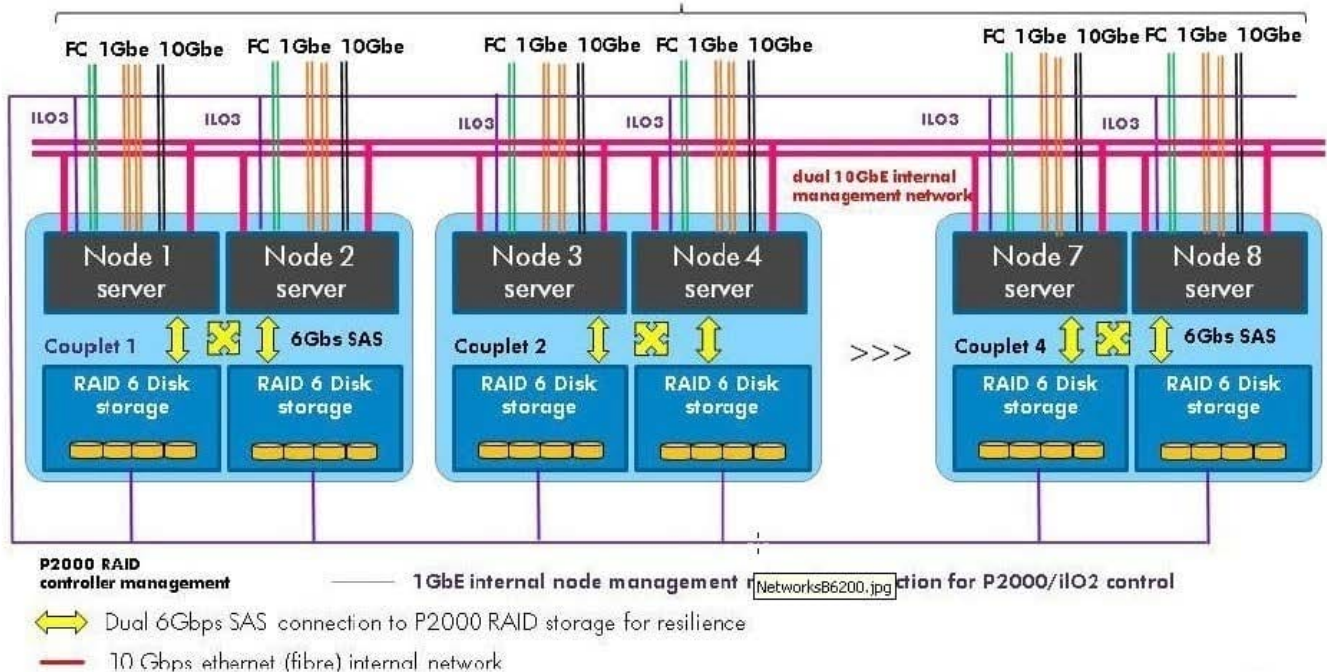 FC 1Gbe 10Gbe FC 1Gbe 10Gbe FC 1Gbe 10Gbe FC 1Gbe 10Gbe FC 1Gbe 10Gbe FC 1Gbe 10Gbe
ILO3 ILO3 ILO3 ILO3 ILO3 ILO3
dual 10GbE internal
management network
Node 1 server
Node 2 server
Node 3 server
Node 4 server
Node 7 server
Node 8 server
Couplet 1 6Gbs SAS Couplet 2 >>> Couplet 4 6Gbs SAS
RAID 6 Disk storage
RAID 6 Disk storage
RAID 6 Disk storage
RAID 6 Disk storage
RAID 6 Disk storage
RAID 6 Disk storage
P2000 RAID
controller management
1GbE internal node management n NetworksB6200.jpg ction for P2000/ilO2 control
Dual 6Gbps SAS connection to P2000 RAID storage for resilience
10 Gbps ethernet (fibre) internal network